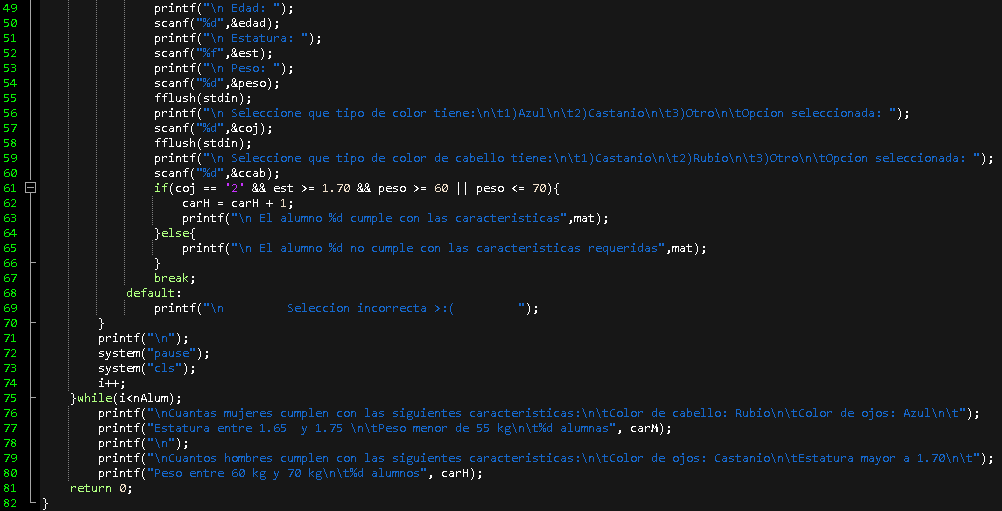 49 printf("\n Edad: ");
50 scanf("%d",&edad);
51 printf("\n Estatura: ");
52 scanf("%f",&est);
53 printf("\n Peso: ");
54 scanf("%d",&peso);
55 fflush(stdin);
56 printf("\n Seleccione que tipo de color tiene:\n\t1)Azul\n\t2)Castanio\n\t3)Otro\n\tOpcion seleccionada: ");
57 scanf("%d",&coj);
58 fflush(stdin);
59 printf("\n Seleccione que tipo de color de cabello tiene:\n\t1)Castanio\n\t2)Rubio\n\t3)Otro\n\tOpcion seleccionada: ");
60 scanf("%d",&ccab);
61 if(coj == '2' && est >= 1.70 && peso >= 60 || peso <= 70){
62 carH = carH + 1;
63 printf("\n El alumno %d cumple con las caracteristicas",mat);
64 }else{
65 printf("\n El alumno %d no cumple con las caracteristicas requeridas",mat);
66 }
67 break;
68 default:
69 printf("\n         Seleccion incorrecta >:(         ");
70 }
71 printf("\n");
72 system("pause");
73 system("cls");
74 i++;
75 }while(i<nAlum);
76 printf("\nCuantas mujeres cumplen con las siguientes caracteristicas:\n\tColor de cabello: Rubio\n\tColor de ojos: Azul\n\t");
77 printf("Estatura entre 1.65  y 1.75 \n\tPeso menor de 55 kg\n\t%d alumnas", carM);
78 printf("\n");
79 printf("\nCuantos hombres cumplen con las siguientes caracteristicas:\n\tColor de ojos: Castanio\n\tEstatura mayor a 1.70\n\t");
80 printf("Peso entre 60 kg y 70 kg\n\t%d alumnos", carH);
81 return 0;
82 }